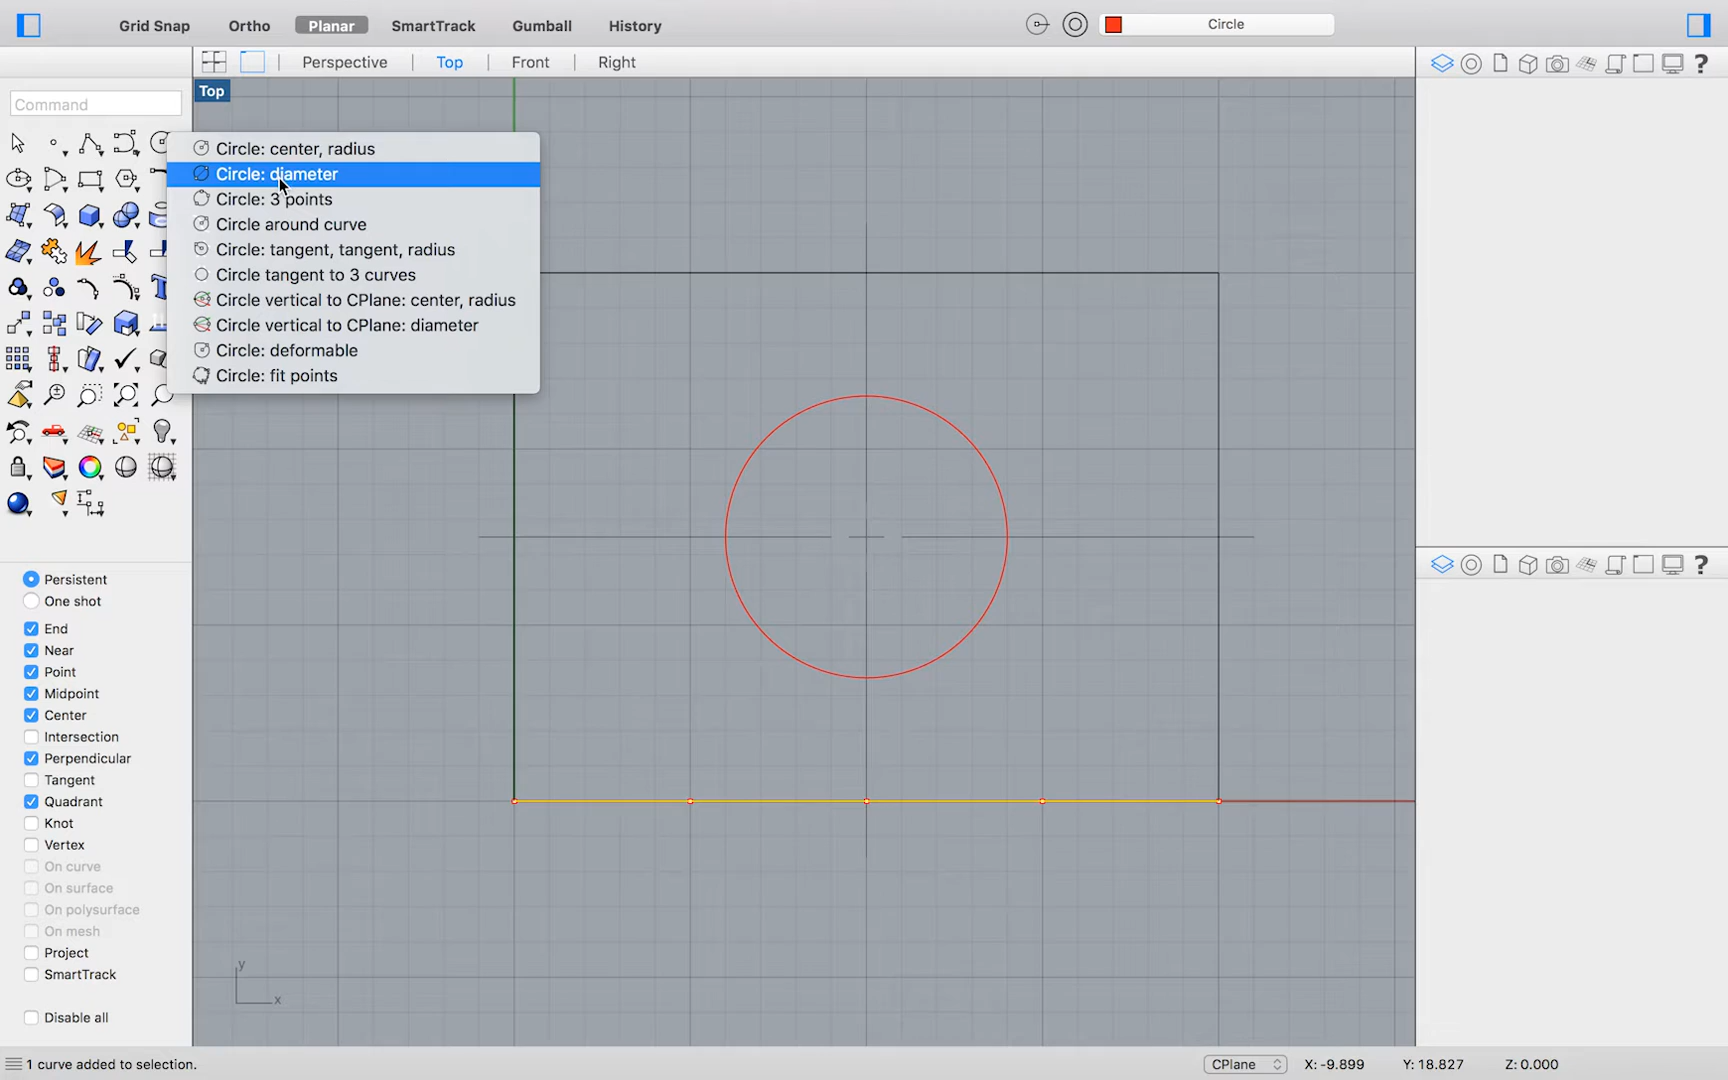 Grid Snap Ortho Planar SmartTrack Gumball History Circle
Perspective Top Front Right
Top
Command
Circle: center, radius
Circle: diameter
Circle: 3 points
Circle around curve
Circle: tangent, tangent, radius
Circle tangent to 3 curves
Circle vertical to CPlane: center, radius
Circle vertical to CPlane: diameter
Circle: deformable
Circle: fit points
Persistent
One shot
End
Near
Point
Midpoint
Center
Intersection
Perpendicular
Tangent
Quadrant
Knot
Vertex
On curve
On surface
On polysurface
On mesh
Project
SmartTrack
Disable all
y
x
1 curve added to selection. CPlane X: -9.899 Y: 18.827 Z: 0.000